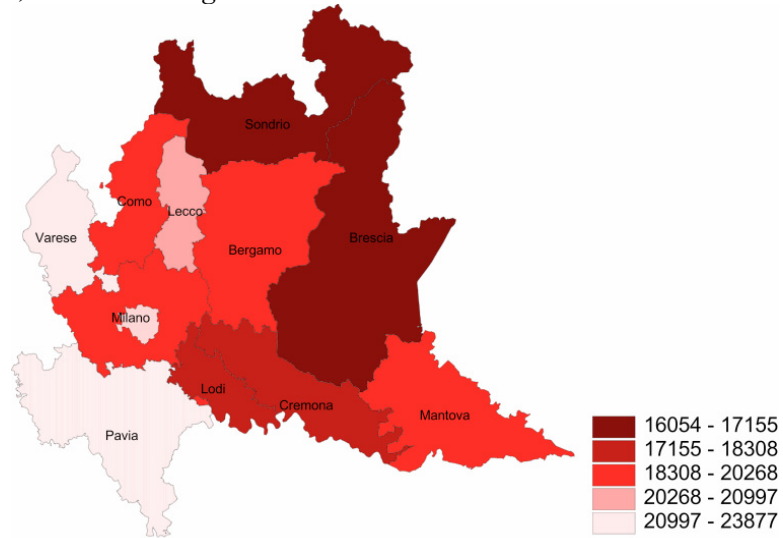 Sondrio
Como
Lecco
Varese
Bergamo
Brescia
Milano
Lodi
Cremona
Mantova
Pavia
16054 - 17155
17155 - 18308
18308 - 20268
20268 - 20997
20997 - 23877